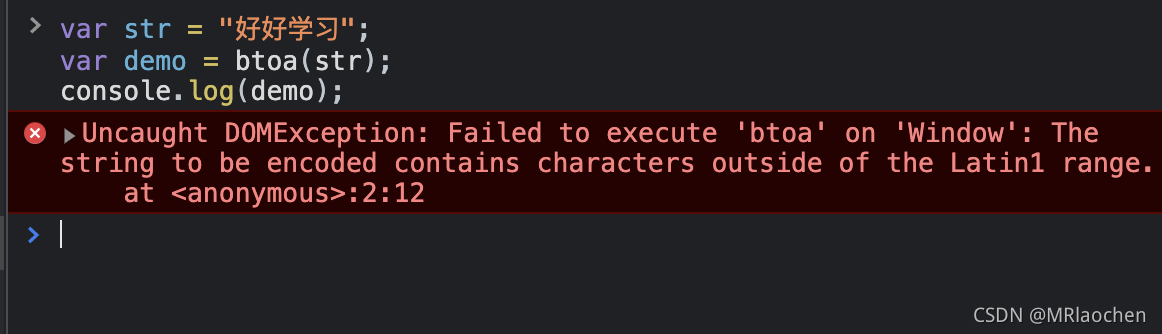 var str = "好好学习";
var demo = btoa(str);
console.log(demo);
Uncaught DOMException: Failed to execute 'btoa' on 'Window': The
string to be encoded contains characters outside of the Latin1 range.
at <anonymous>:2:12
CSDN @MRlaochen